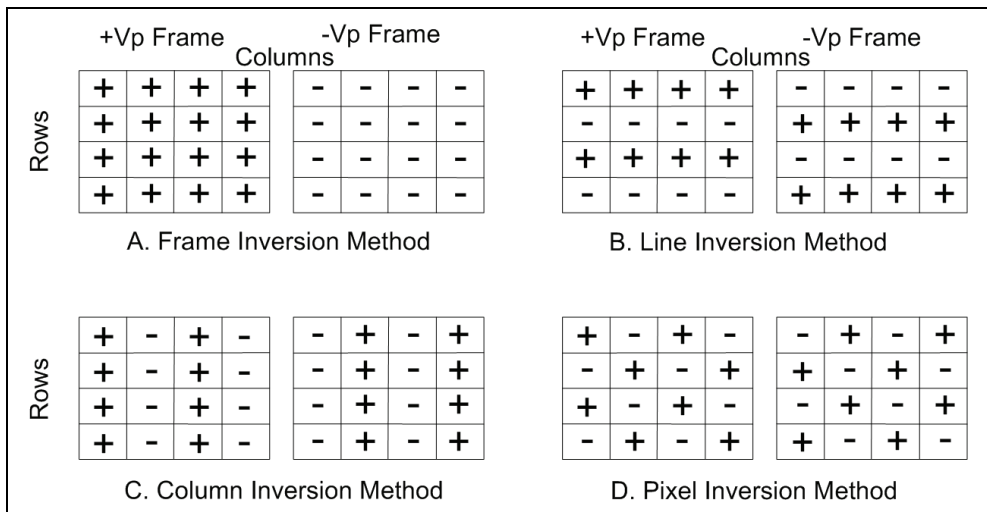 +Vp Frame -Vp Frame +Vp Frame -Vp Frame
Columns Columns
Rows
+ + + + - - - - + + + + - - - -
+ + + + - - - - - - - - + + + +
+ + + + - - - - + + + + - - - -
+ + + + - - - - - - - - + + + +
A. Frame Inversion Method B. Line Inversion Method
Rows
+ - + - - + - + + - + - - + - +
+ - + - - + - + - + - + + - + -
+ - + - - + - + + - + - - + - +
+ - + - - + - + - + - + + - + -
C. Column Inversion Method D. Pixel Inversion Method